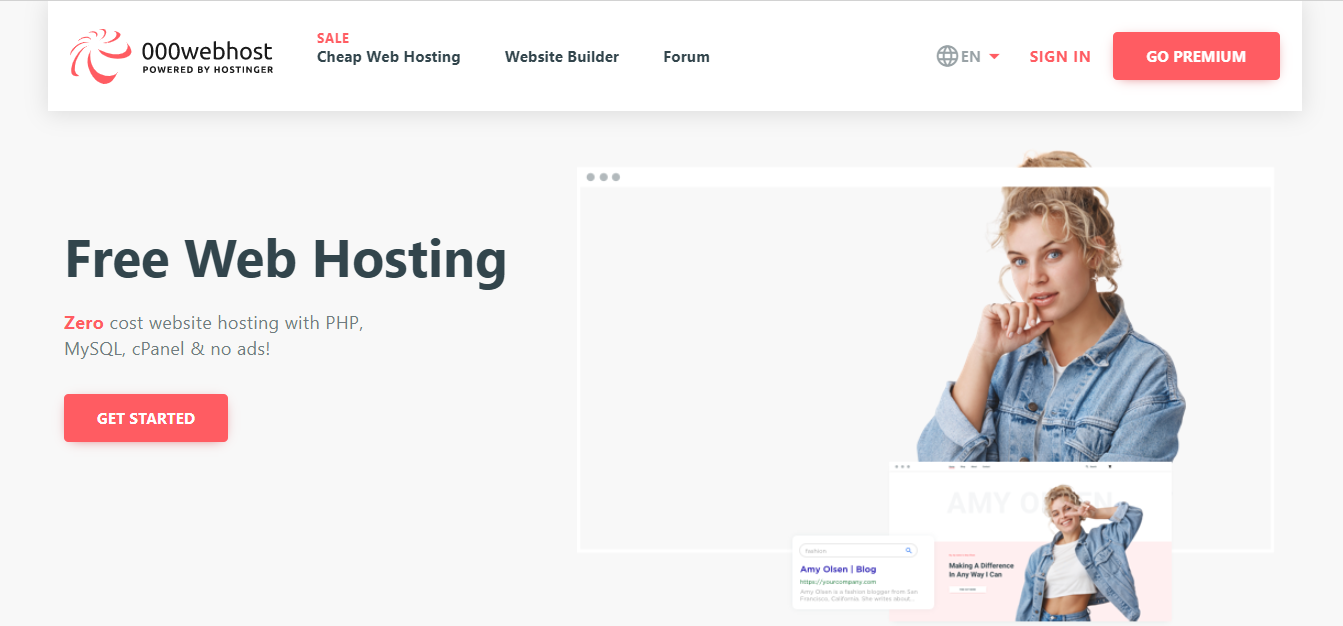 SALE
000webhost
POWERED BY HOSTINGER
Cheap Web Hosting
Website Builder
Forum
EN
SIGN IN
GO PREMIUM
Free Web Hosting
Zero cost website hosting with PHP,
MySQL, cPanel & no ads!
GET STARTED
AMY OLSEN
fashion
Amy Olsen | Blog
https://yourcompany.com
Amy Olsen is a fashion blogger from San
Francisco, California. She writes about...
Making A Difference
In Any Way I Can